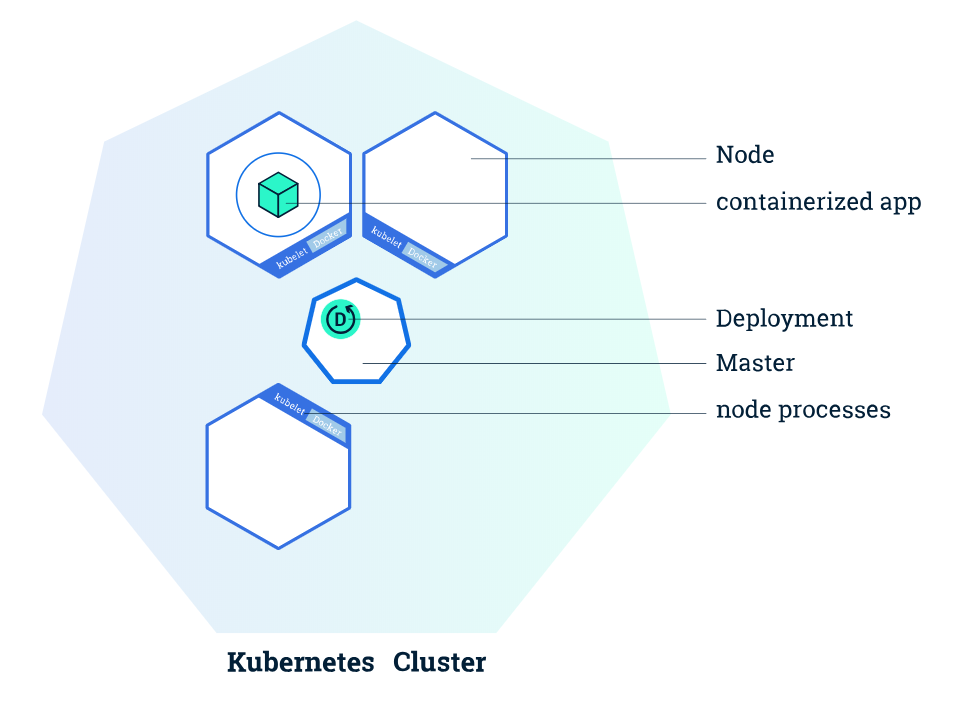 Node
containerized app
kubelet Docker
kubelet Docker
D
Deployment
Master
kubelet Docker
node processes
Kubernetes Cluster